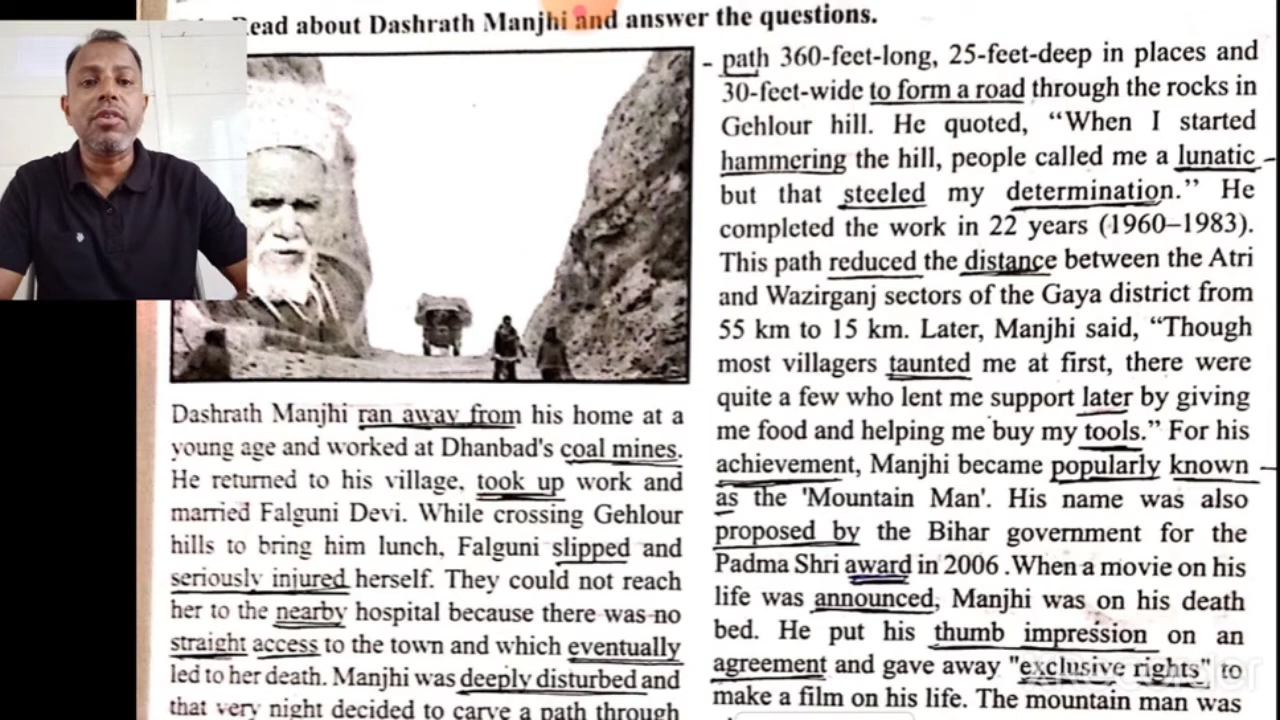 ead about Dashrath Manjhi and answer the questions.
Dashrath Manjhi ran away from his home at a
young age and worked at Dhanbad's coal mines.
He returned to his village, took up work and
married Falguni Devi. While crossing Gehlour
hills to bring him lunch, Falguni slipped and
seriously injured herself. They could not reach
her to the nearby hospital because there was no
straight access to the town and which eventually
led to her death. Manjhi was deeply disturbed and
that very night decided to carve a path through
path 360-feet-long, 25-feet-deep in places and
30-feet-wide to form a road through the rocks in
Gehlour hill. He quoted, “When I started
hammering the hill, people called me a lunatic
but that steeled my determination.” He
completed the work in 22 years (1960–1983).
This path reduced the distance between the Atri
and Wazirganj sectors of the Gaya district from
55 km to 15 km. Later, Manjhi said, “Though
most villagers taunted me at first, there were
quite a few who lent me support later by giving
me food and helping me buy my tools.” For his
achievement, Manjhi became popularly known
as the 'Mountain Man'. His name was also
proposed by the Bihar government for the
Padma Shri award in 2006 .When a movie on his
life was announced, Manjhi was on his death
bed. He put his thumb impression on an
agreement and gave away "exclusive rights" to
make a film on his life. The mountain man was